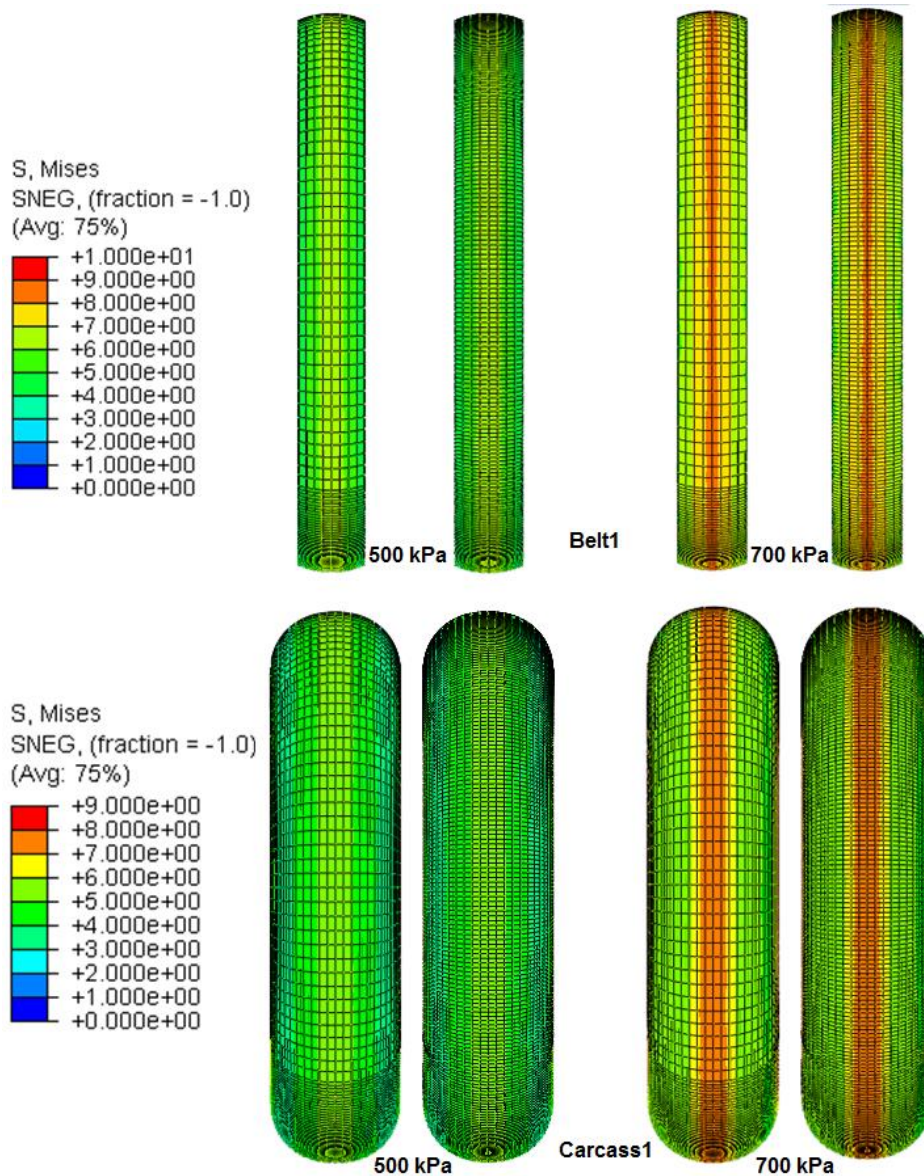 S, Mises
SNEG, (fraction = -1.0)
(Avg: 75%)
+1.000e+01
+9.000e+00
+8.000e+00
+7.000e+00
+6.000e+00
+5.000e+00
+4.000e+00
+3.000e+00
+2.000e+00
+1.000e+00
+0.000e+00
500 kPa
Belt1
700 kPa
S, Mises
SNEG, (fraction = -1.0)
(Avg: 75%)
+9.000e+00
+8.000e+00
+7.000e+00
+6.000e+00
+5.000e+00
+4.000e+00
+3.000e+00
+2.000e+00
+1.000e+00
+0.000e+00
500 kPa
Carcass1
700 kPa